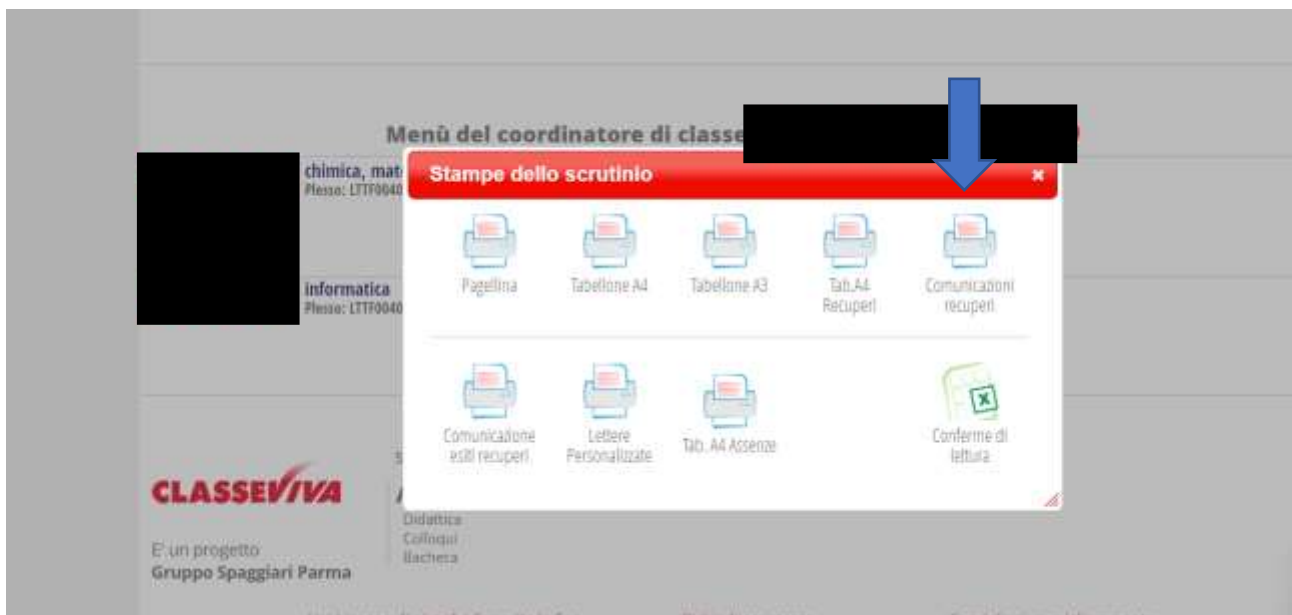 Menù del coordinatore di classe
chimica, mat
Plesso: LTTF0040
Stampe dello scrutinio
Pagellina
Tabellone A4
Tabellone A3
Tab.A4
Recuperi
Comunicazioni
recuperi
informatica
Plesso: LTTF0040
Comunicazione
esiti recuperi
Lettere
Personalizzate
Tab. A4 Assenze
Conferme di
lettura
CLASSEVIVA
Didattica
Colloqui
Bacheca
E' un progetto
Gruppo Spaggiari Parma